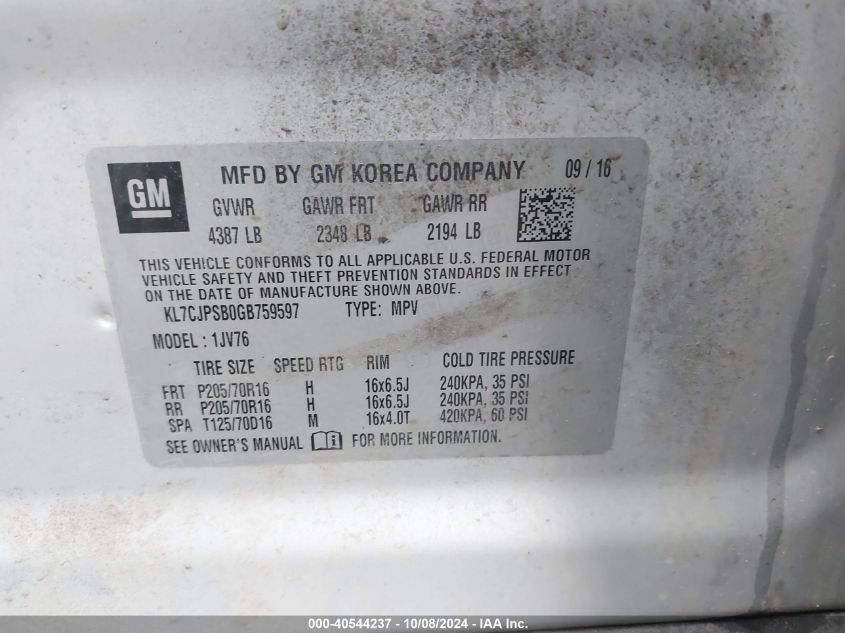 GM
MFD BY GM KOREA COMPANY 09/16
GVWR GAWR FRT GAWR RR
4387 LB 2348 LB 2194 LB
THIS VEHICLE CONFORMS TO ALL APPLICABLE U.S. FEDERAL MOTOR
VEHICLE SAFETY AND THEFT PREVENTION STANDARDS IN EFFECT
ON THE DATE OF MANUFACTURE SHOWN ABOVE.
KL7CJPSB0GB759597 TYPE: MPV
MODEL : 1JV76
TIRE SIZE SPEED RTG RIM COLD TIRE PRESSURE
FRT P205/70R16 H 16x6.5J 240KPA, 35 PSI
RR P205/70R16 H 16x6.5J 240KPA, 35 PSI
SPA T125/70D16 M 16x4.0T 420KPA, 60 PSI
SEE OWNER'S MANUAL FOR MORE INFORMATION.
000-40544237 - 10/08/2024 - IAA Inc.